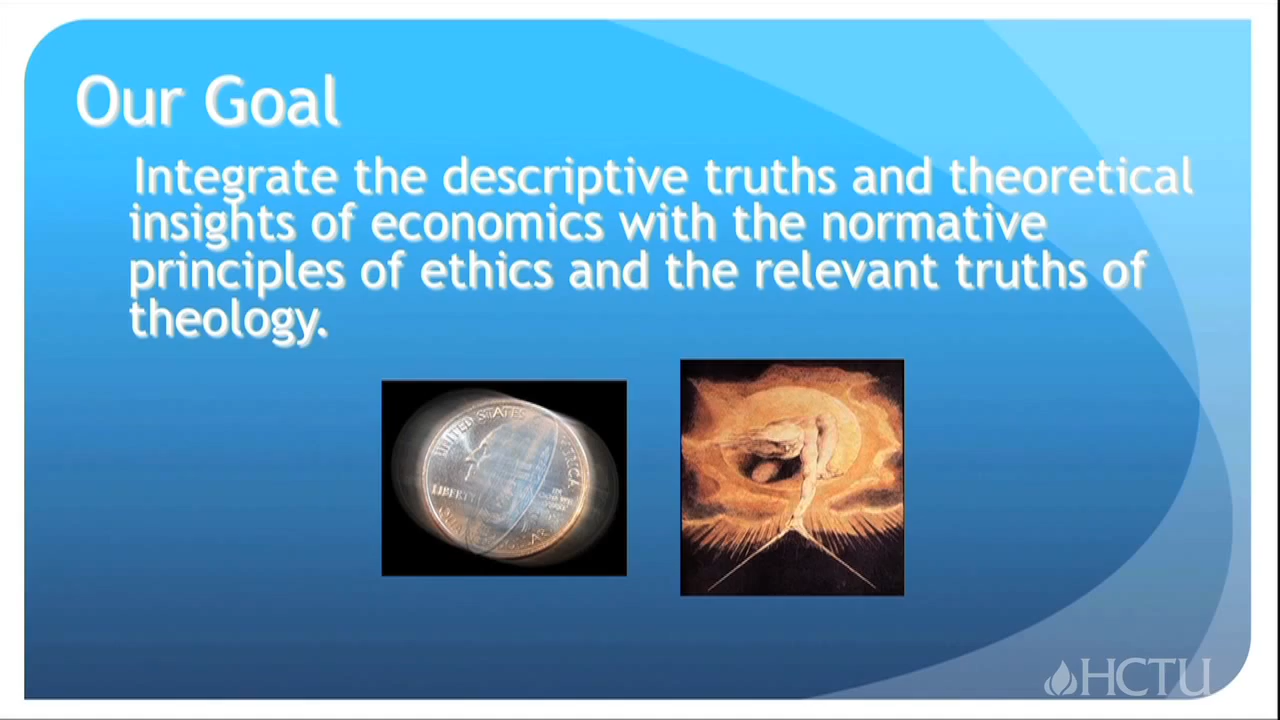 Our Goal
Integrate the descriptive truths and theoretical
insights of economics with the normative
principles of ethics and the relevant truths of
theology.
UNITED STATES
LIBERTY
HCTU